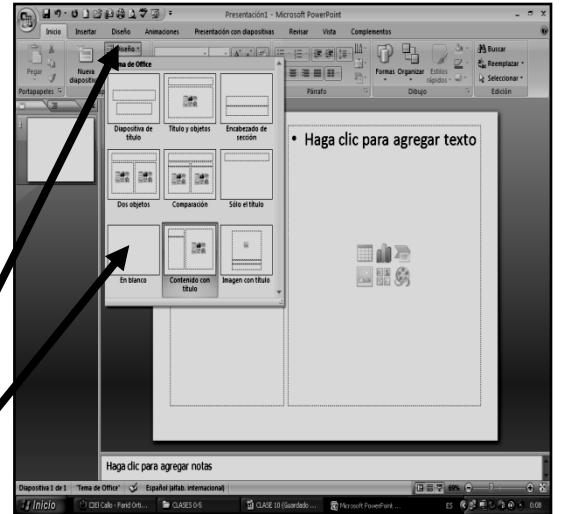 Presentación1 - Microsoft PowerPoint
Inicio Insertar Diseño Animaciones Presentación con diapositivas Revisar Vista Complementos
Pegar
Nueva
diapositiva
Diseño
Formas Organizar Estilos
rápidos
Buscar
Reemplazar
Seleccionar
Portapapeles
Párrafo
Dibujo
Edición
Tema de Office
Diapositiva de
título
Título y objetos
Encabezado de
sección
Dos objetos
Comparación
Sólo el título
En blanco
Contenido con
título
Imagen con título
1
• Haga clic para agregar texto
Haga clic para agregar notas
Diapositiva 1 de 1 "Tema de Office" Español (alfab. internacional) 69%
Inicio
CLASES O-S
CLASE 10 (Guardado ...
Microsoft PowerPoint ...
ES
0:08